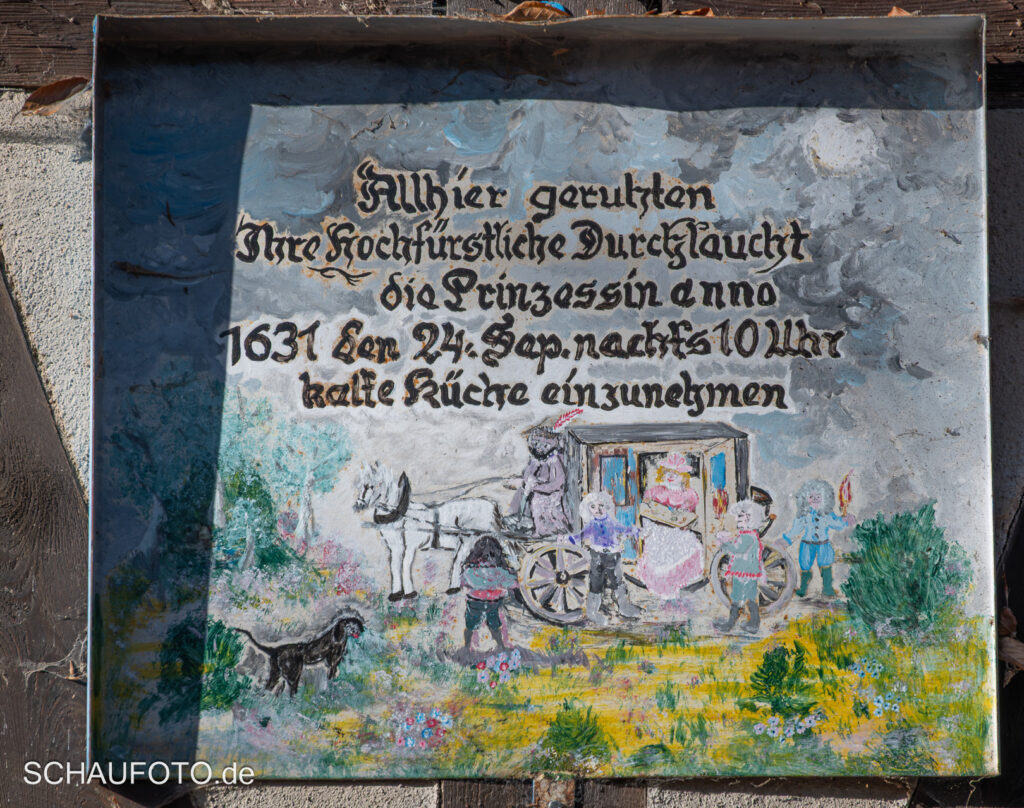 Allhier geruhten
Ihre Hochfürstliche Durchlaucht
die Prinzessin anno
1631 den 24. Sep. nachts 10 Uhr
kalte Küche einzunehmen
SCHAUFOTO.de